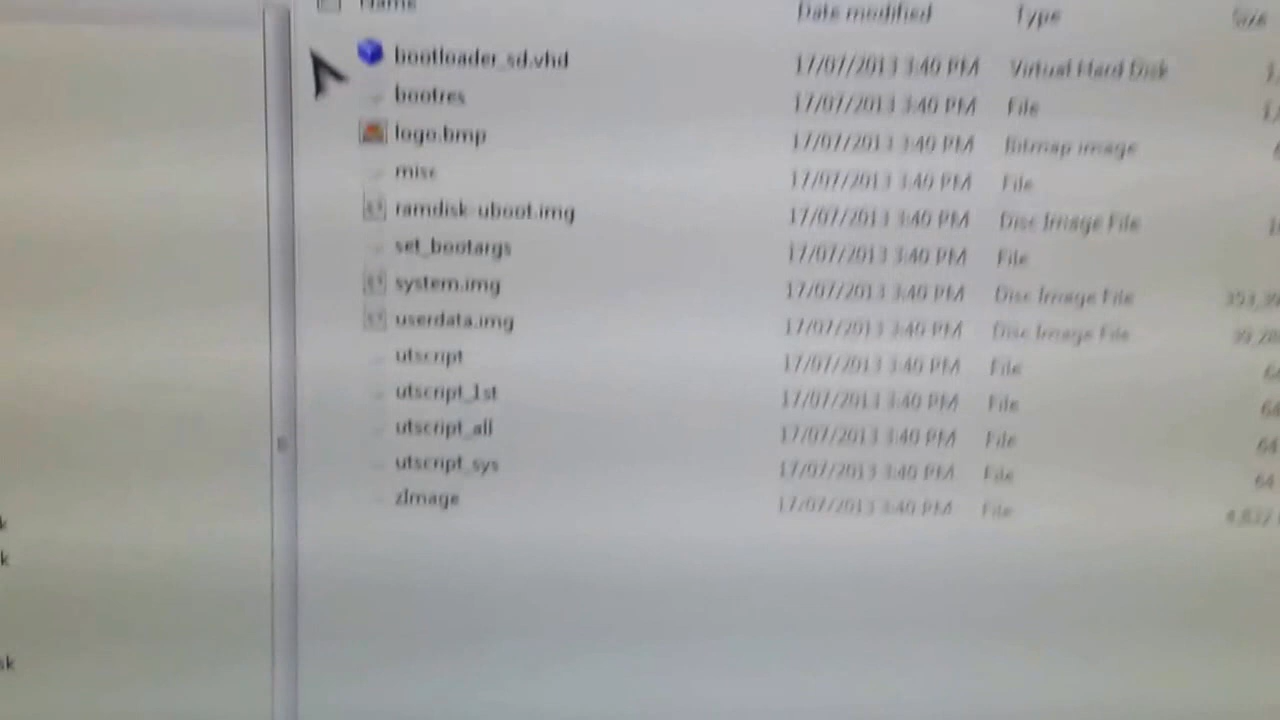 Name Date modified Type Size
bootloader_sd.vhd 17/07/2013 3:40 PM Virtual Hard Disk
bootres 17/07/2013 3:40 PM File
logo.bmp 17/07/2013 3:40 PM Bitmap image
misc 17/07/2013 3:40 PM File
ramdisk-uboot.img 17/07/2013 3:40 PM Disc Image File
set_bootargs 17/07/2013 3:40 PM File
system.img 17/07/2013 3:40 PM Disc Image File
userdata.img 17/07/2013 3:40 PM Disc Image File
utscript 17/07/2013 3:40 PM File
utscript_1st 17/07/2013 3:40 PM File
utscript_all 17/07/2013 3:40 PM File 64
utscript_sys 17/07/2013 3:40 PM File 64
zImage 17/07/2013 3:40 PM File